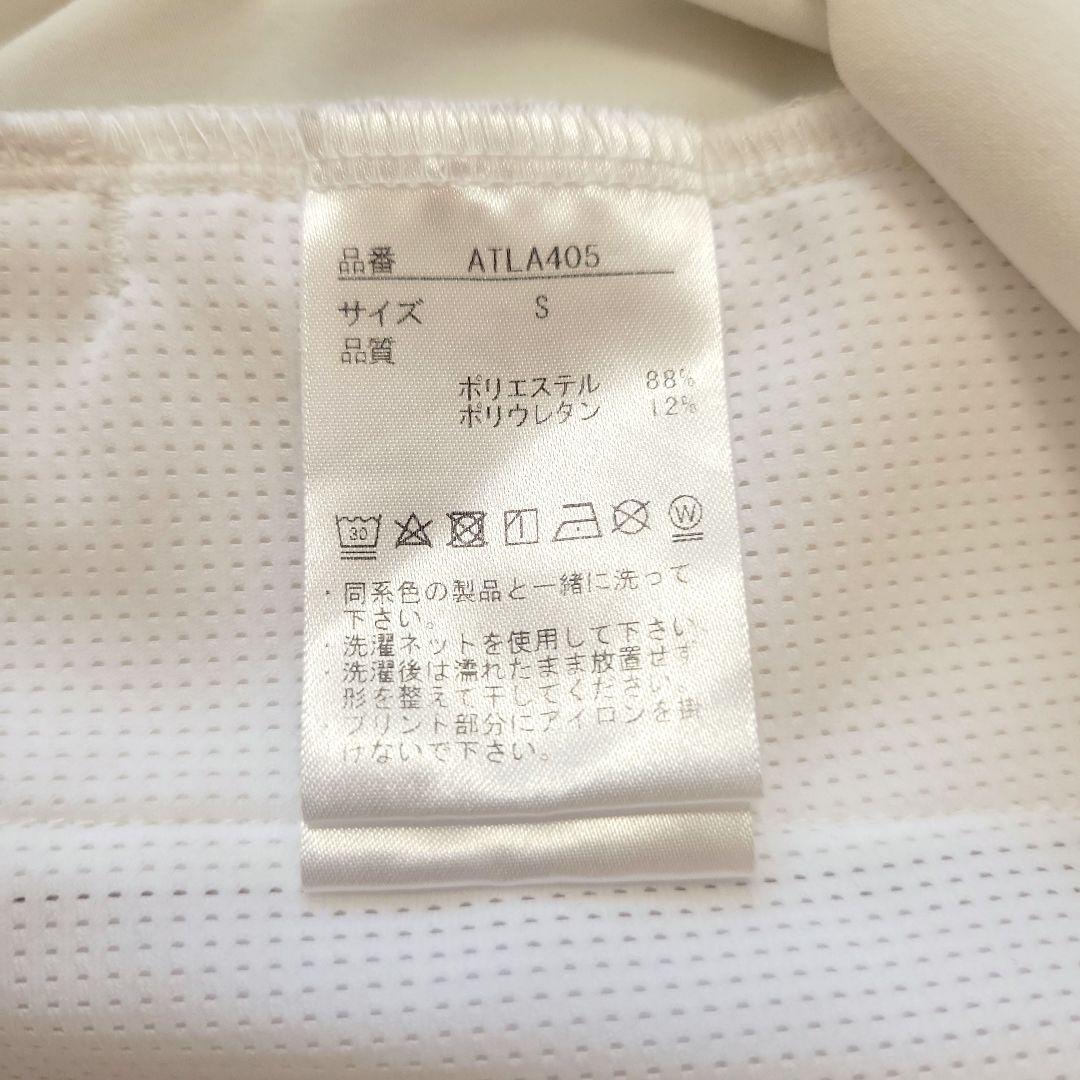 品番 ATLA405
サイズ S
品質
ポリエステル 88%
ポリウレタン 12%
30 W
・同系色の製品と一緒に洗って
下さい。
・洗濯ネットを使用して下さい。
・洗濯後は濡れたまま放置せず
形を整えて干してください。
・プリント部分にアイロンを掛
けないで下さい。